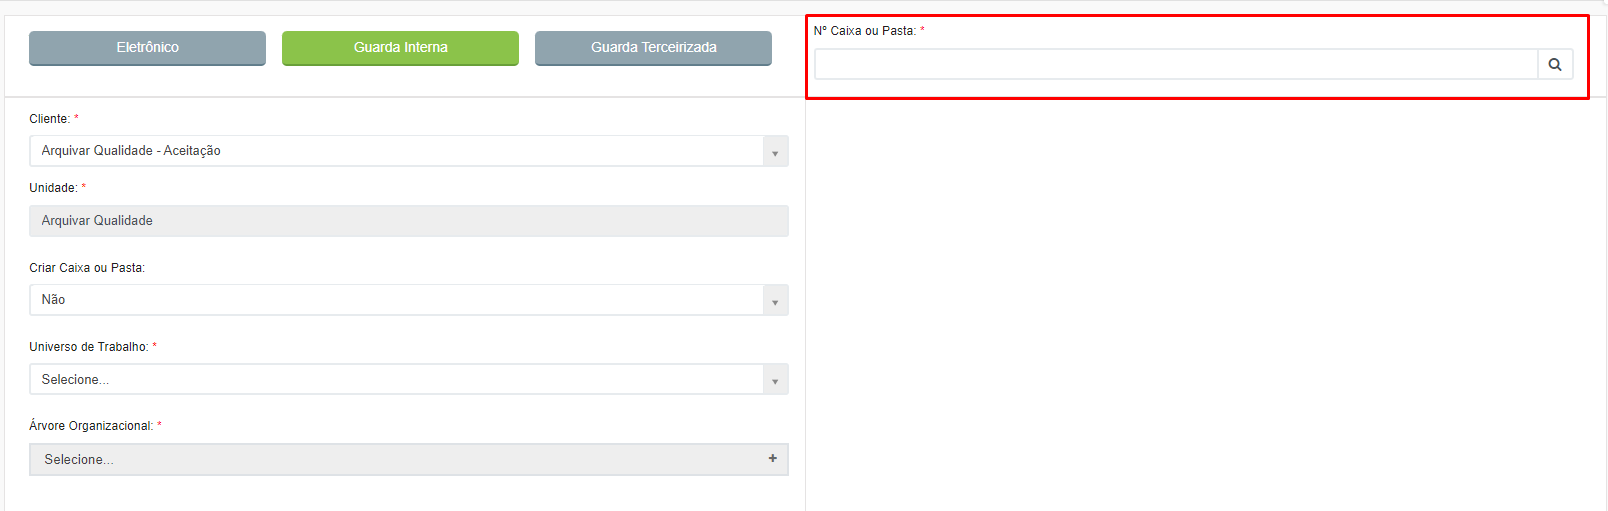 Eletrônico
Guarda Interna
Guarda Terceirizada
Nº Caixa ou Pasta: *
Cliente: *
Arquivar Qualidade - Aceitação
Unidade: *
Arquivar Qualidade
Criar Caixa ou Pasta:
Não
Universo de Trabalho: *
Selecione...
Árvore Organizacional: *
Selecione...